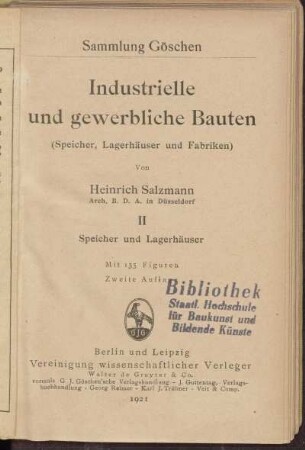 Sammlung Göschen
Industrielle
und gewerbliche Bauten
(Speicher, Lagerhäuser und Fabriken)
Von
Heinrich Salzmann
Arch. B. D. A. in Düsseldorf
II
Speicher und Lagerhäuser
Mit 135 Figuren
Zweite
Bibliothek
Staatl. Hochschule
für Baukunst und
Bildende Künste
Berlin und Leipzig
Vereinigung wissenschaftlicher Verleger
Walter de Gruyter & Co.
vormals G. J. Göschen'sche Verlagshandlung - J. Guttentag, Verlags-
buchhandlung - Georg Reimer - Karl J. Trübner - Veit & Comp.
1921